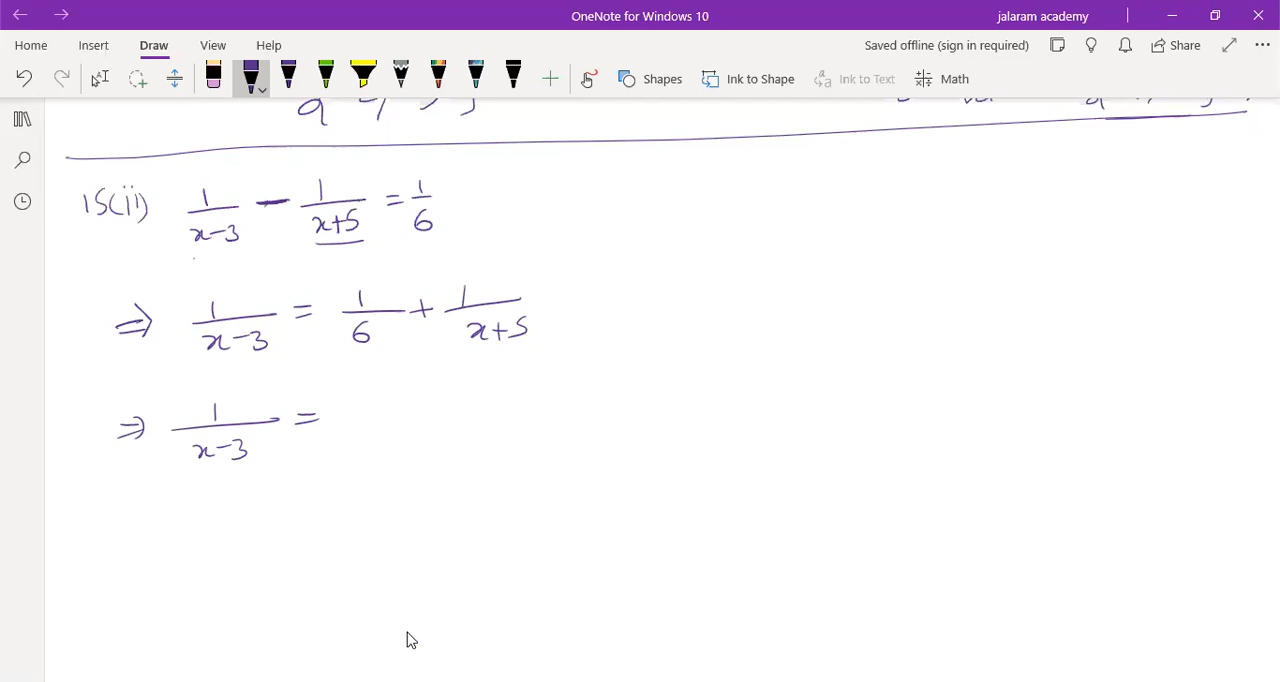 OneNote for Windows 10
jalaram academy
Home Insert Draw View Help
Saved offline (sign in required) Share
Shapes Ink to Shape Ink to Text Math
15(ii) 1/(x-3) - 1/(x+5) = 1/6
⇒ 1/(x-3) = 1/6 + 1/(x+5)
⇒ 1/(x-3) =